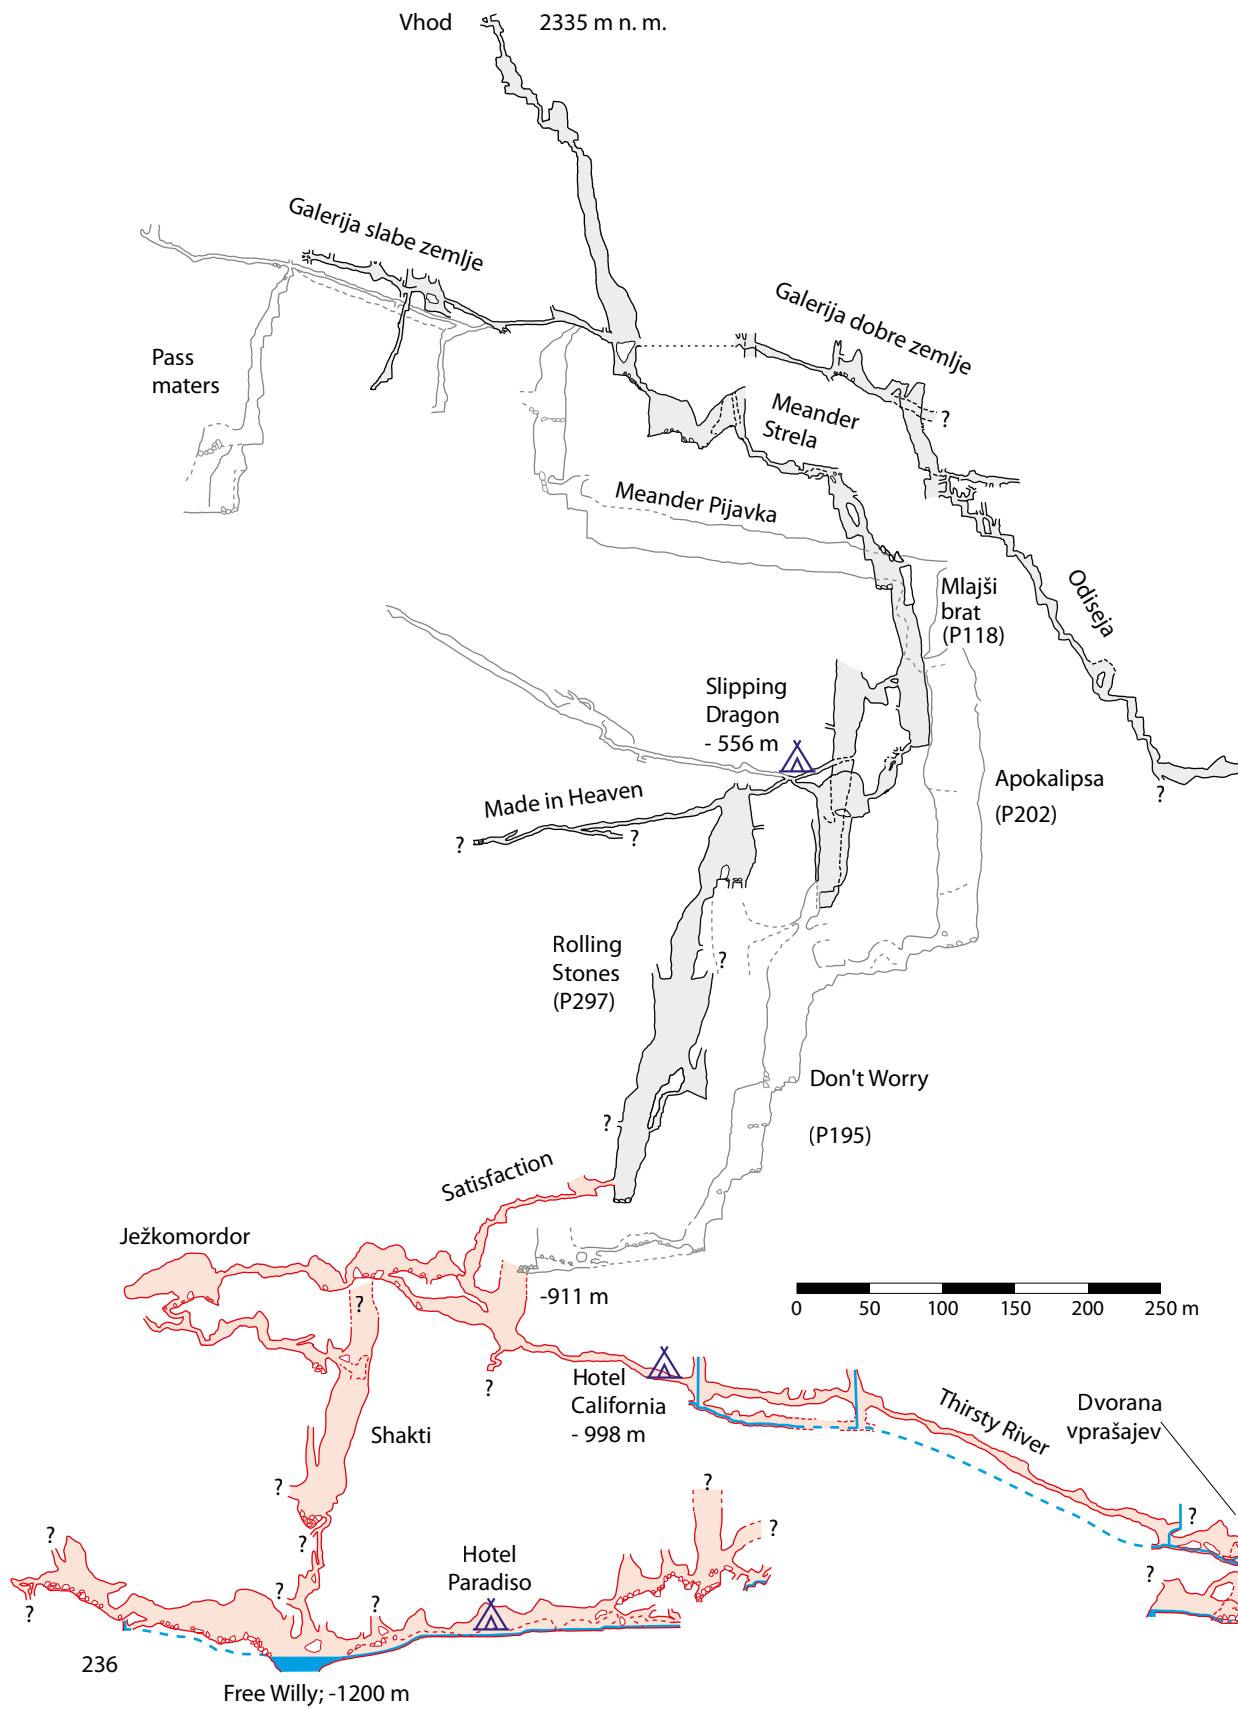 Vhod
2335 m n. m.
Galerija slabe zemlje
Galerija dobre zemlje
Pass
maters
Meander
Strela
?
Meander Pijavka
Mlajši
brat
(P118)
Odiseja
Slipping
Dragon
- 556 m
Apokalipsa
(P202)
?
Made in Heaven
?
?
Rolling
Stones
(P297)
?
Don't Worry
(P195)
?
Satisfaction
Ježkomordor
?
-911 m
0 50 100 150 200 250 m
?
Hotel
California
- 998 m
Thirsty River
Dvorana
vprašajev
Shakti
?
?
?
?
?
?
Hotel
Paradiso
?
?
?
?
?
236
Free Willy; -1200 m